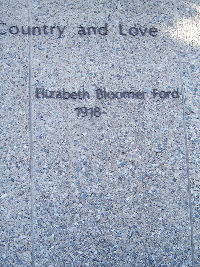 Country and Love
Elizabeth Bloomer Ford
1918-